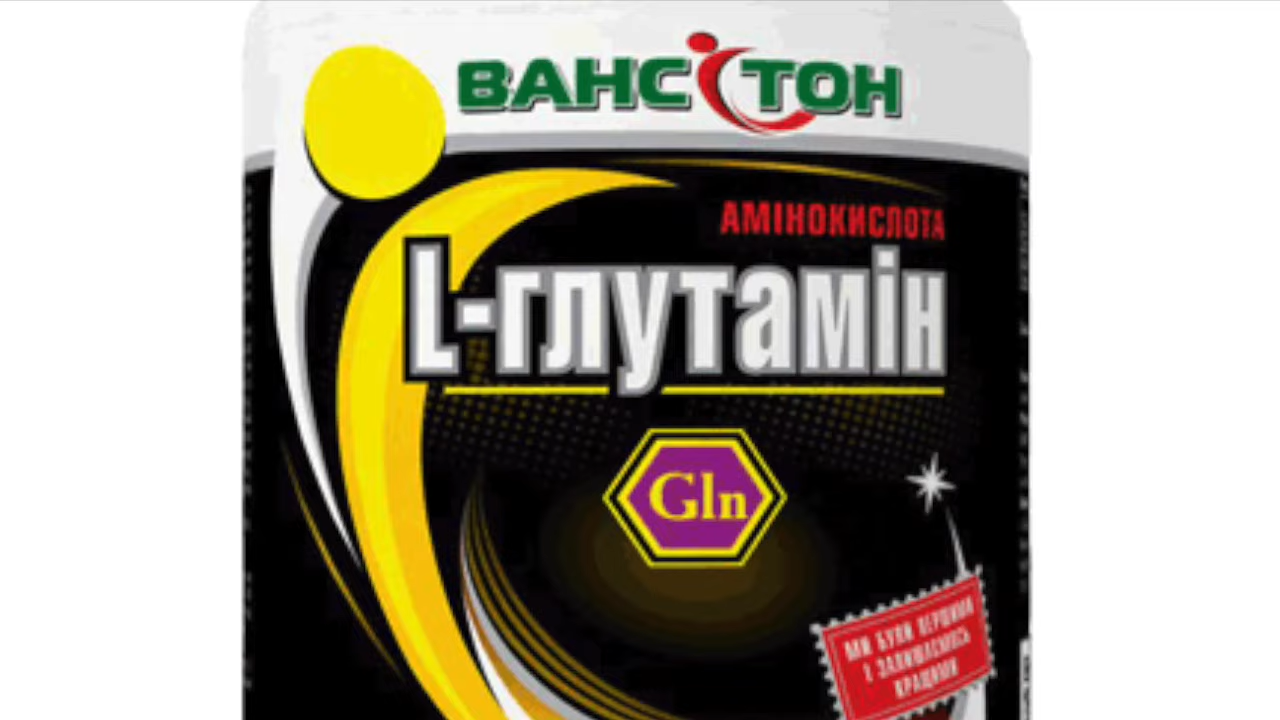 ВАНСІТОН
АМІНОКИСЛОТА
L-глутамін
Gln
МИ БУЛИ ПЕРШИМИ
І ЗАЛИШАЄМОСЬ
КРАЩИМИ